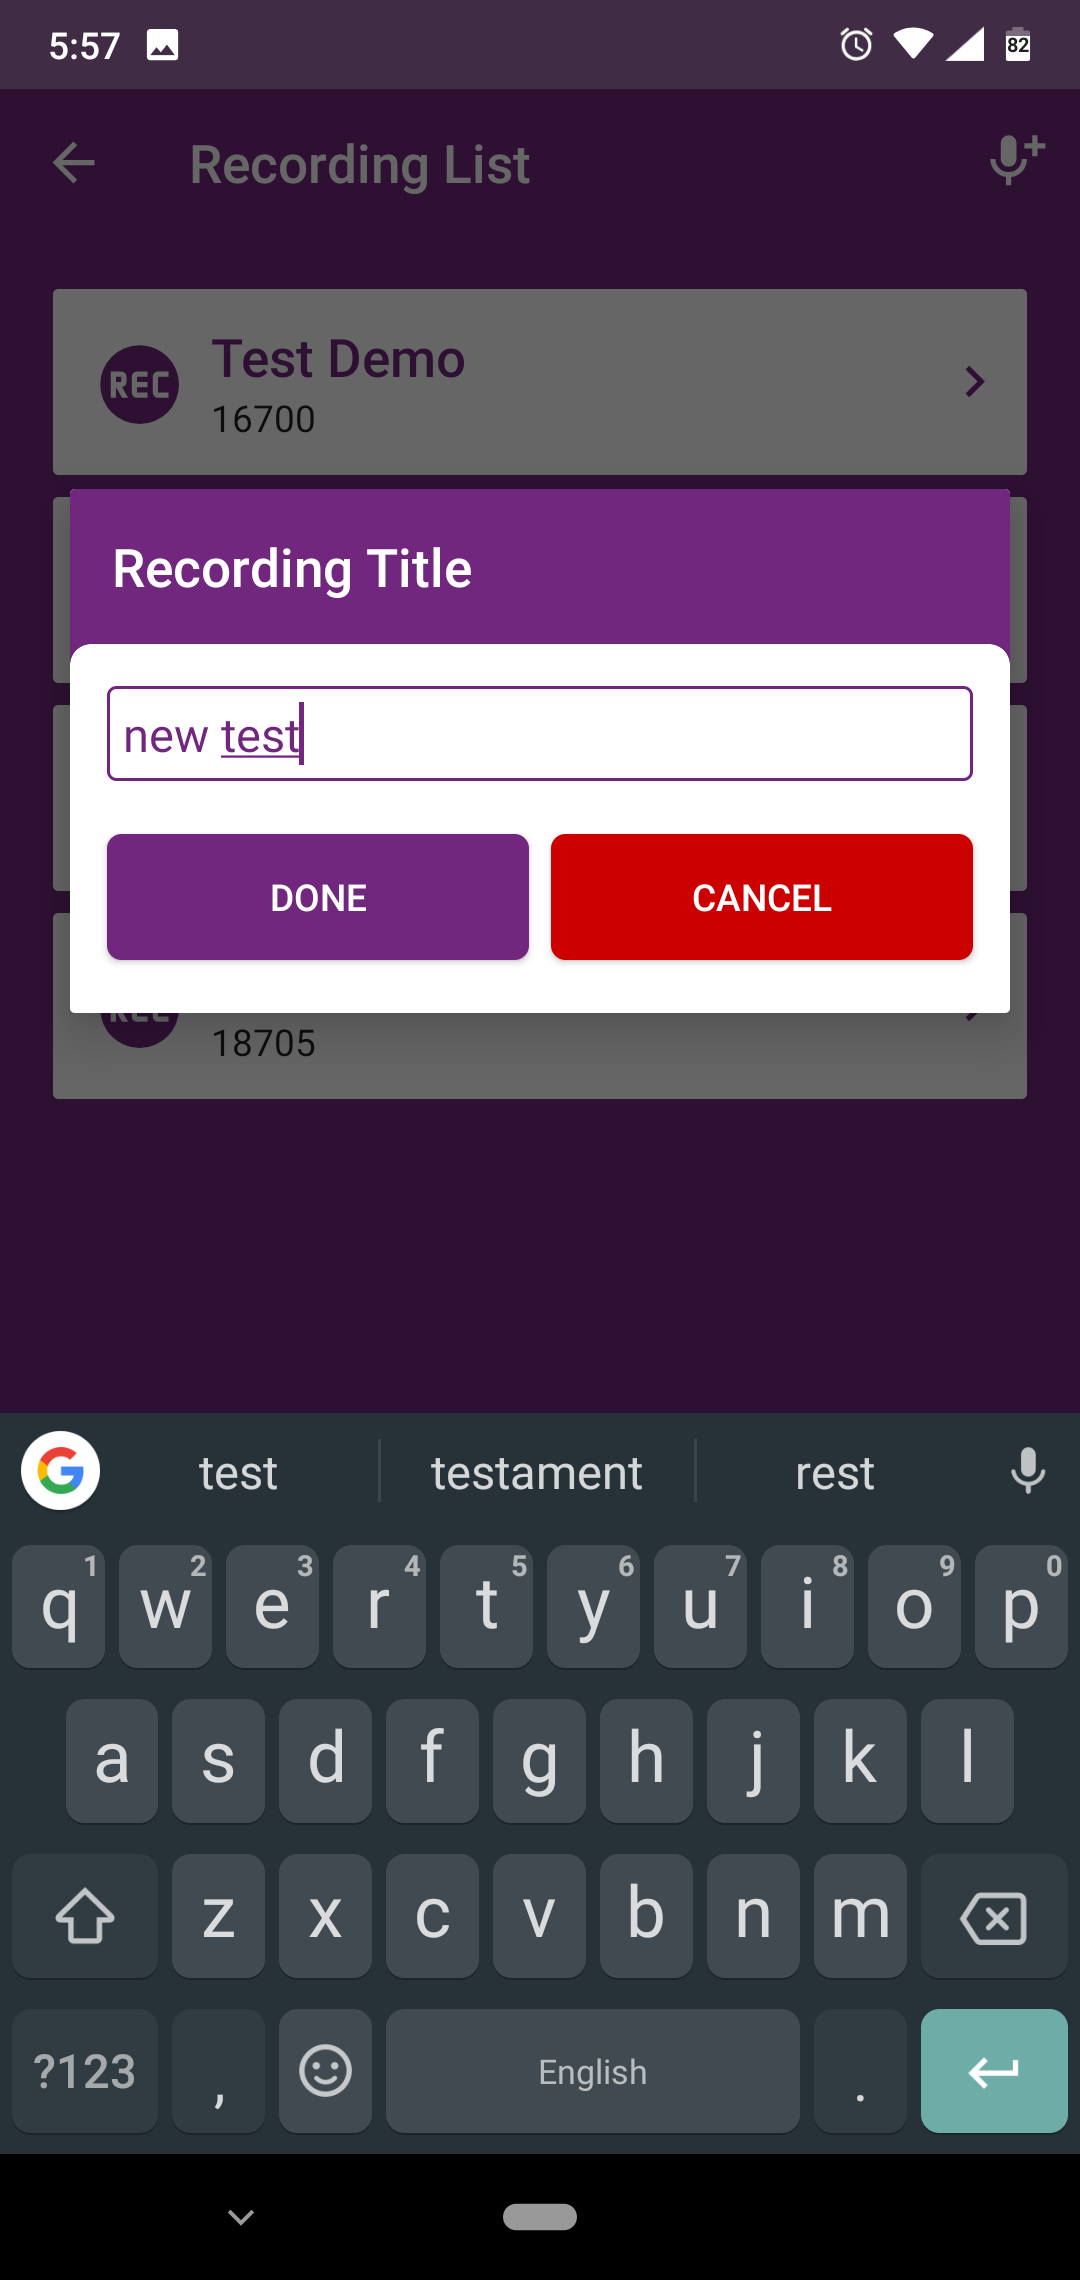 5:57 82
Recording List
REC
Test Demo
16700
Recording Title
new test
DONE CANCEL
REC
18705
test testament rest
1 2 3 4 5 6 7 8 9 0
q w e r t y u i o p
a s d f g h j k l
z x c v b n m
?123 , English .